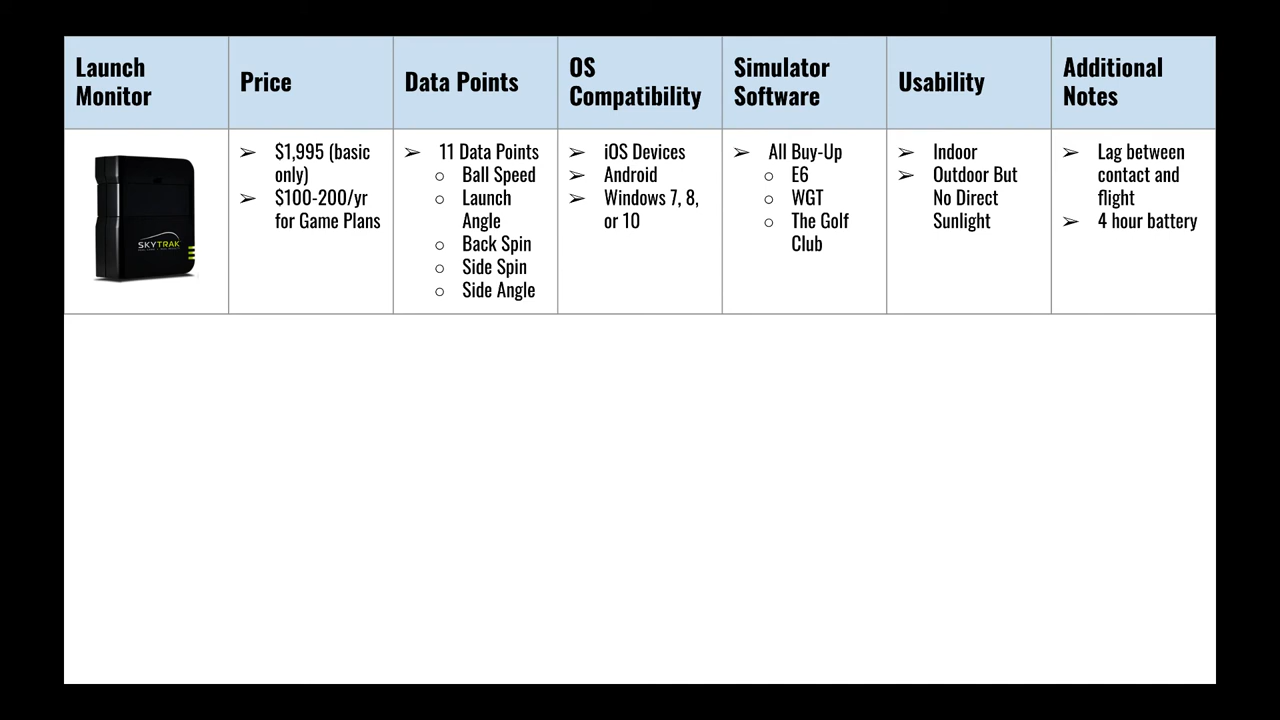 Launch
Monitor
Price
Data Points
OS
Compatibility
Simulator
Software
Usability
Additional
Notes
SKYTRAK
➢ $1,995 (basic
only)
➢ $100-200/yr
for Game Plans
➢ 11 Data Points
○ Ball Speed
○ Launch
Angle
○ Back Spin
○ Side Spin
○ Side Angle
➢ iOS Devices
➢ Android
➢ Windows 7, 8,
or 10
➢ All Buy-Up
○ E6
○ WGT
○ The Golf
Club
➢ Indoor
➢ Outdoor But
No Direct
Sunlight
➢ Lag between
contact and
flight
➢ 4 hour battery